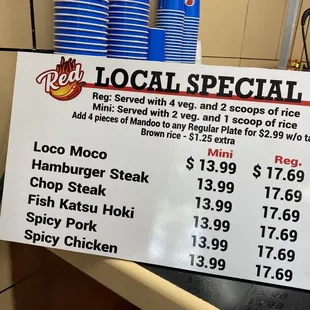 Red
LOCAL SPECIAL
Reg: Served with 4 veg. and 2 scoops of rice
Mini: Served with 2 veg. and 1 scoop of rice
Add 4 pieces of Mandoo to any Regular Plate for $2.99 w/o
Brown rice - $1.25 extra
Mini Reg.
Loco Moco $ 13.99 $ 17.69
Hamburger Steak 13.99 17.69
Chop Steak 13.99 17.69
Fish Katsu Hoki 13.99 17.69
Spicy Pork 13.99 17.69
Spicy Chicken 13.99 17.69